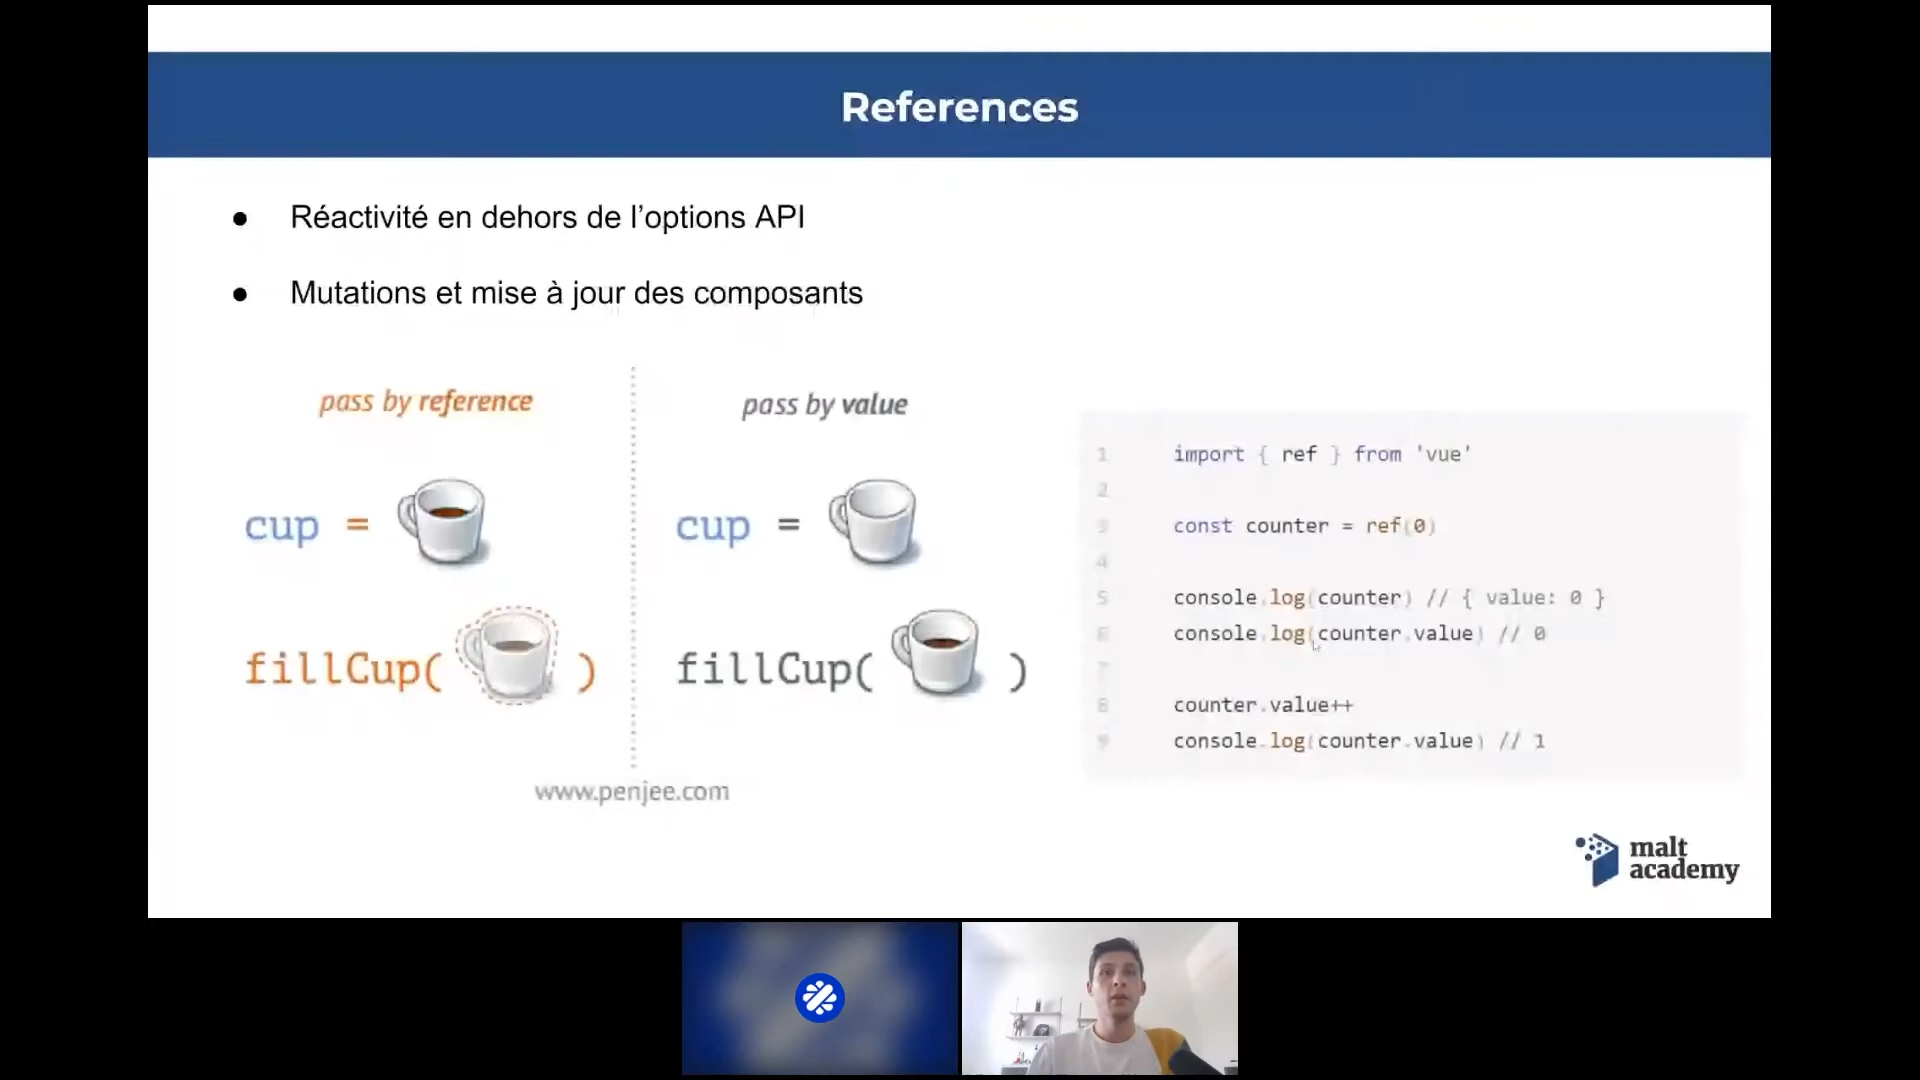 References
● Réactivité en dehors de l’options API
● Mutations et mise à jour des composants
pass by reference
cup =
fillCup( )
pass by value
cup =
fillCup( )
www.penjee.com
1 import { ref } from 'vue'
2
3 const counter = ref(0)
4
5 console.log(counter) // { value: 0 }
6 console.log(counter.value) // 0
7
8 counter.value++
9 console.log(counter.value) // 1
malt
academy